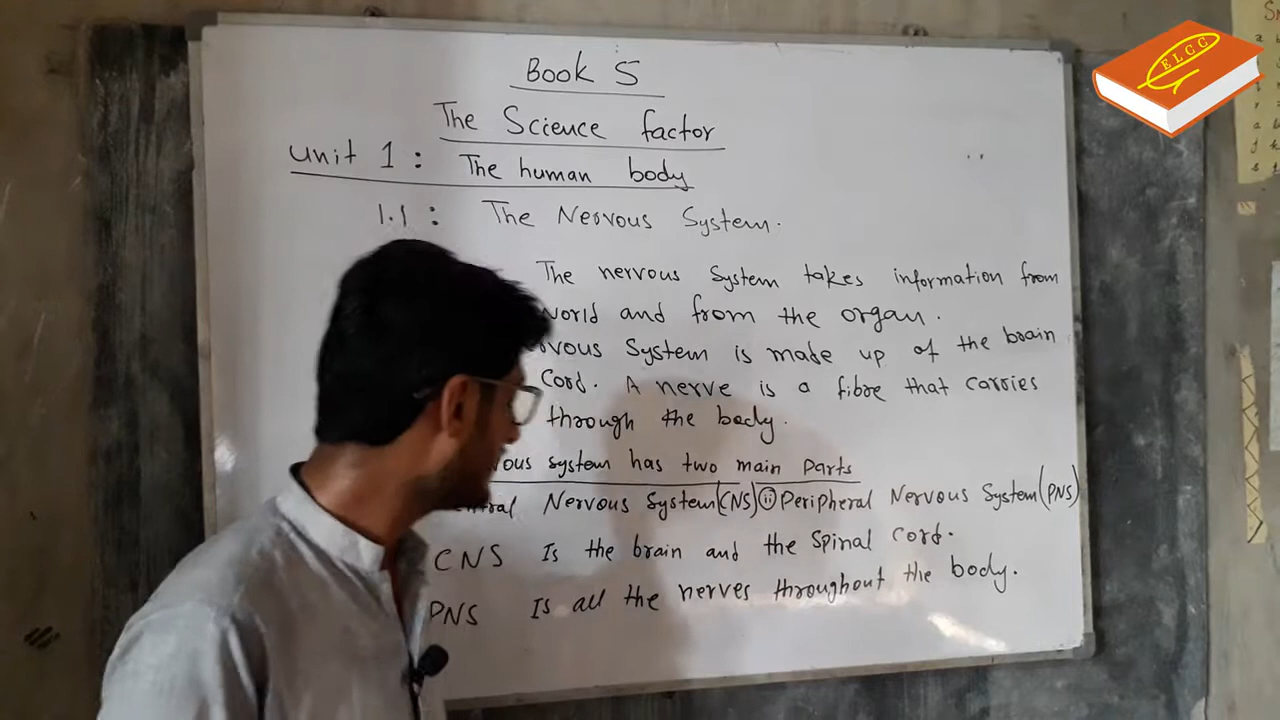 Book 5
The Science factor
Unit 1 : The human body
1.1 : The Nervous System.
The nervous System takes information from
world and from the organ.
System is made up of the brain
Cord. A nerve is a fibre that carries
through the body.
system has two main Parts
Nervous System (CNS) (ii) Peripheral Nervous System (PNS)
CNS Is the brain and the Spinal Cord.
PNS Is all the nerves throughout the body.
ELCC